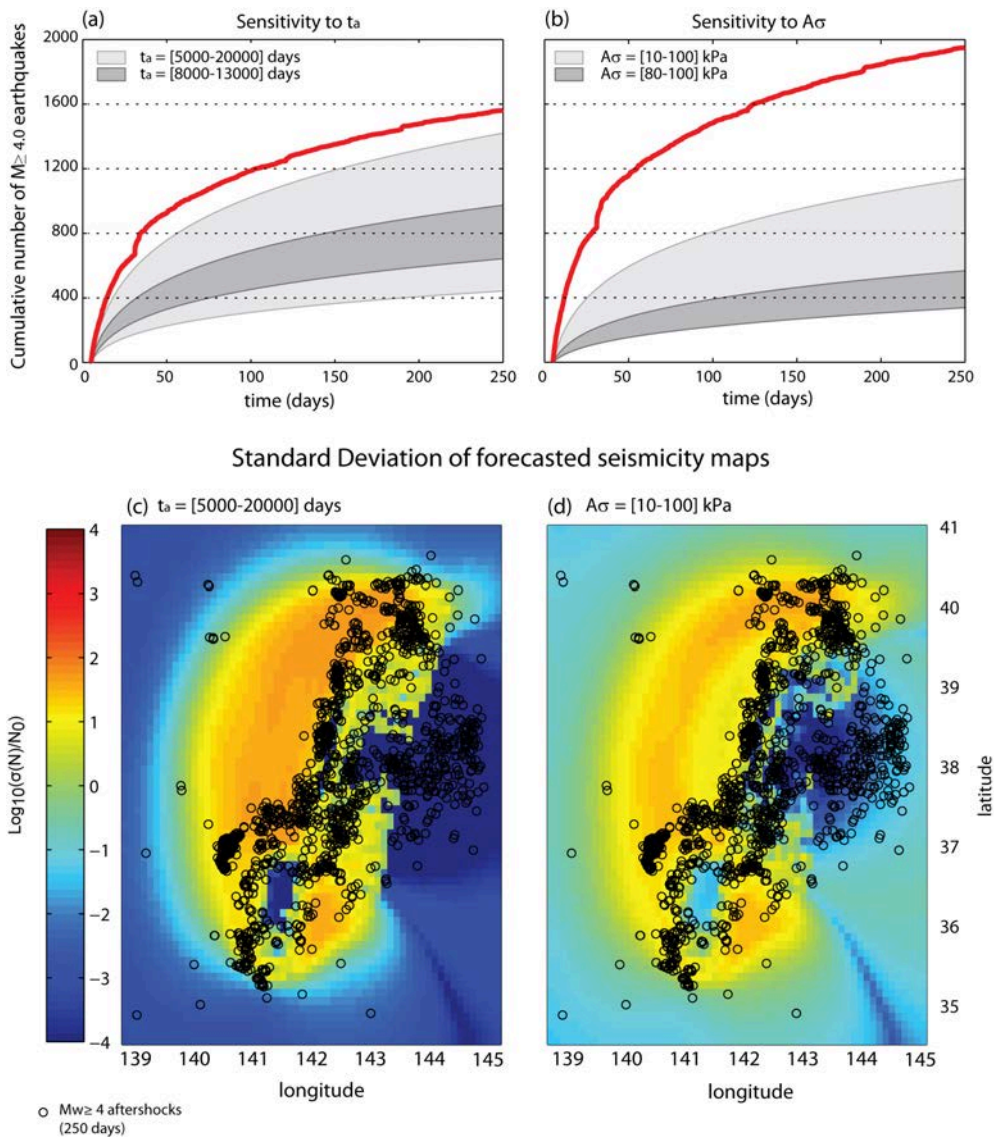 (a) Sensitivity to ta
(b) Sensitivity to Aσ
Cumulative number of M≥ 4.0 earthquakes
2000
1600
1200
800
400
0
ta = [5000-20000] days
ta = [8000-13000] days
Aσ = [10-100] kPa
Aσ = [80-100] kPa
0 50 100 150 200 250
0 50 100 150 200 250
time (days)
time (days)
Standard Deviation of forecasted seismicity maps
(c) ta = [5000-20000] days
(d) Aσ = [10-100] kPa
Log10(σ(N)/N0)
4
3
2
1
0
−1
−2
−3
−4
41
40
39
38
37
36
35
latitude
139 140 141 142 143 144 145
139 140 141 142 143 144 145
longitude
longitude
Mw≥ 4 aftershocks
(250 days)